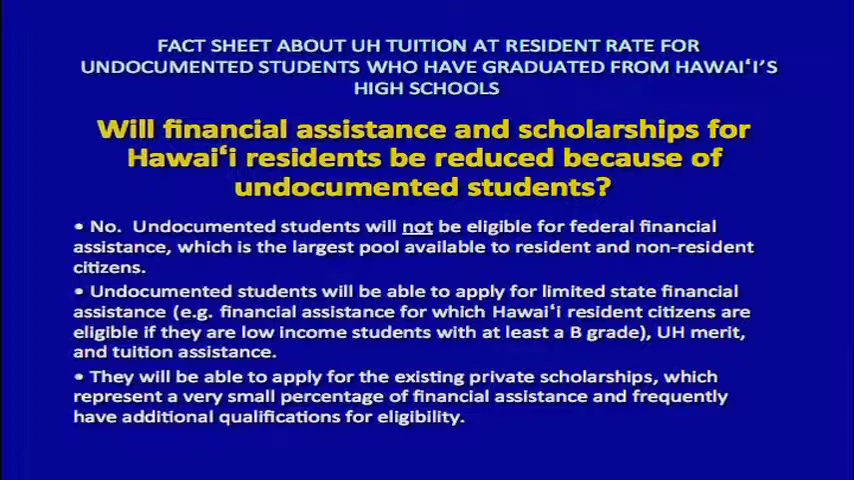 FACT SHEET ABOUT UH TUITION AT RESIDENT RATE FOR
UNDOCUMENTED STUDENTS WHO HAVE GRADUATED FROM HAWAIʻI’S
HIGH SCHOOLS
Will financial assistance and scholarships for
Hawaiʻi residents be reduced because of
undocumented students?
• No. Undocumented students will not be eligible for federal financial
assistance, which is the largest pool available to resident and non-resident
citizens.
• Undocumented students will be able to apply for limited state financial
assistance (e.g. financial assistance for which Hawaiʻi resident citizens are
eligible if they are low income students with at least a B grade), UH merit,
and tuition assistance.
• They will be able to apply for the existing private scholarships, which
represent a very small percentage of financial assistance and frequently
have additional qualifications for eligibility.